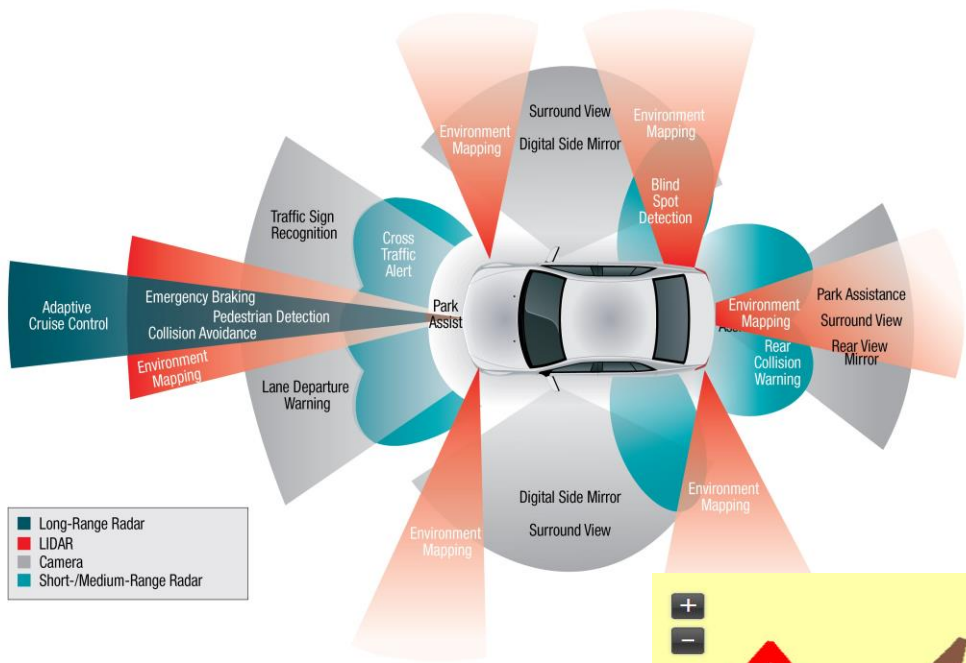 Environment
Mapping
Surround View
Digital Side Mirror
Environment
Mapping
Blind
Spot
Detection
Traffic Sign
Recognition
Cross
Traffic
Alert
Adaptive
Cruise Control
Emergency Braking
Pedestrian Detection
Collision Avoidance
Environment
Mapping
Park
Assist
Lane Departure
Warning
Environment
Mapping
Park Assistance
Surround View
Rear View
Mirror
Rear
Collision
Warning
Digital Side Mirror
Surround View
Environment
Mapping
Environment
Mapping
Long-Range Radar
LIDAR
Camera
Short-/Medium-Range Radar
+
−